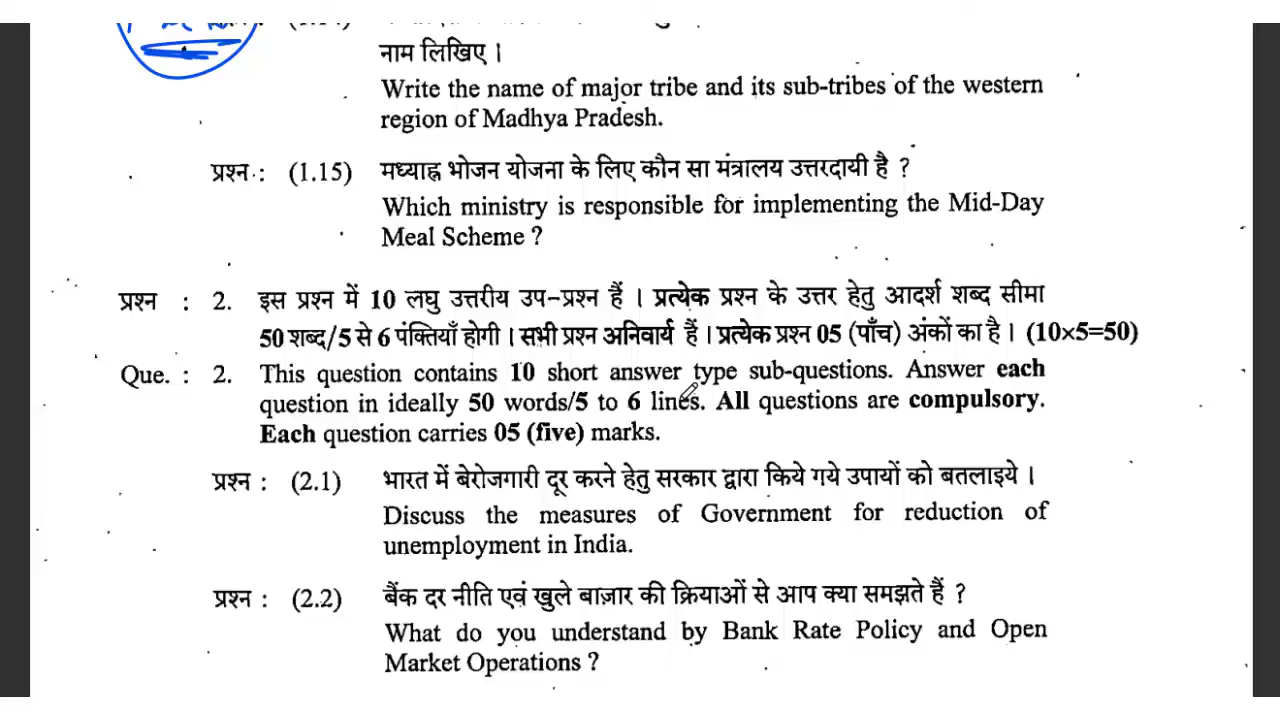 नाम लिखिए ।
Write the name of major tribe and its sub-tribes of the western
region of Madhya Pradesh.
प्रश्न : (1.15) मध्याह्न भोजन योजना के लिए कौन सा मंत्रालय उत्तरदायी है ?
Which ministry is responsible for implementing the Mid-Day
Meal Scheme ?
प्रश्न : 2. इस प्रश्न में 10 लघु उत्तरीय उप-प्रश्न हैं । प्रत्येक प्रश्न के उत्तर हेतु आदर्श शब्द सीमा
50 शब्द/5 से 6 पंक्तियाँ होगी । सभी प्रश्न अनिवार्य हैं । प्रत्येक प्रश्न 05 (पाँच) अंकों का है । (10×5=50)
Que. : 2. This question contains 10 short answer type sub-questions. Answer each
question in ideally 50 words/5 to 6 lines. All questions are compulsory.
Each question carries 05 (five) marks.
प्रश्न : (2.1) भारत में बेरोजगारी दूर करने हेतु सरकार द्वारा किये गये उपायों को बतलाइये ।
Discuss the measures of Government for reduction of
unemployment in India.
प्रश्न : (2.2) बैंक दर नीति एवं खुले बाज़ार की क्रियाओं से आप क्या समझते हैं ?
What do you understand by Bank Rate Policy and Open
Market Operations ?